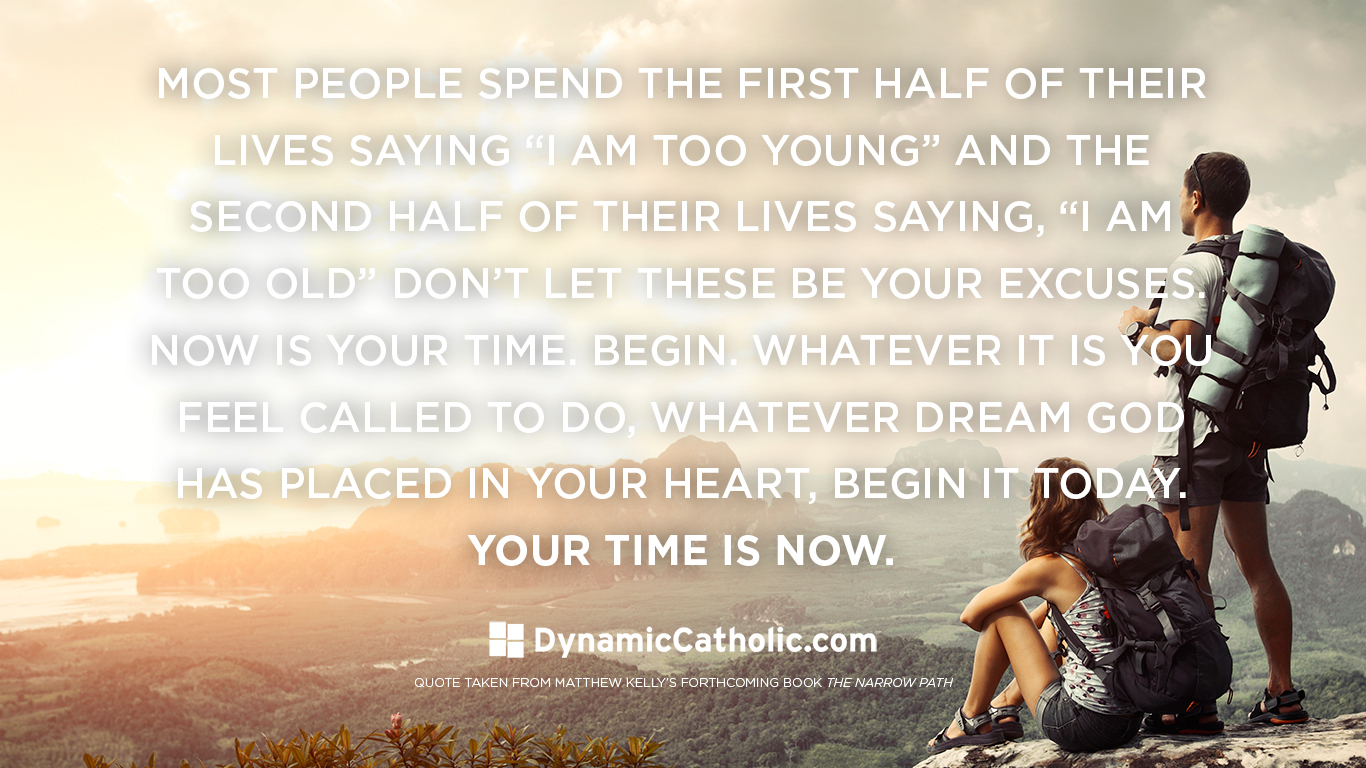 MOST PEOPLE SPEND THE FIRST HALF OF THEIR
LIVES SAYING “I AM TOO YOUNG” AND THE
SECOND HALF OF THEIR LIVES SAYING, “I AM
TOO OLD” DON’T LET THESE BE YOUR EXCUSES.
NOW IS YOUR TIME. BEGIN. WHATEVER IT IS YOU
FEEL CALLED TO DO, WHATEVER DREAM GOD
HAS PLACED IN YOUR HEART, BEGIN IT TODAY.
YOUR TIME IS NOW.
DynamicCatholic.com
QUOTE TAKEN FROM MATTHEW KELLY’S FORTHCOMING BOOK THE NARROW PATH